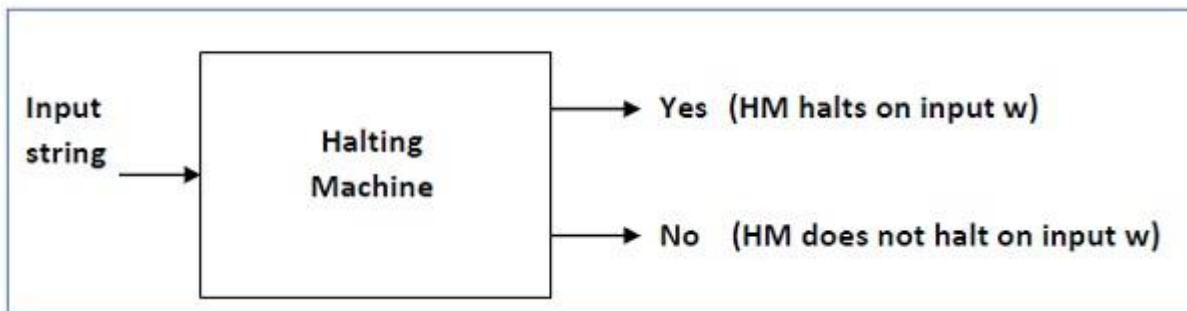 Input
string
Halting
Machine
Yes (HM halts on input w)
No (HM does not halt on input w)